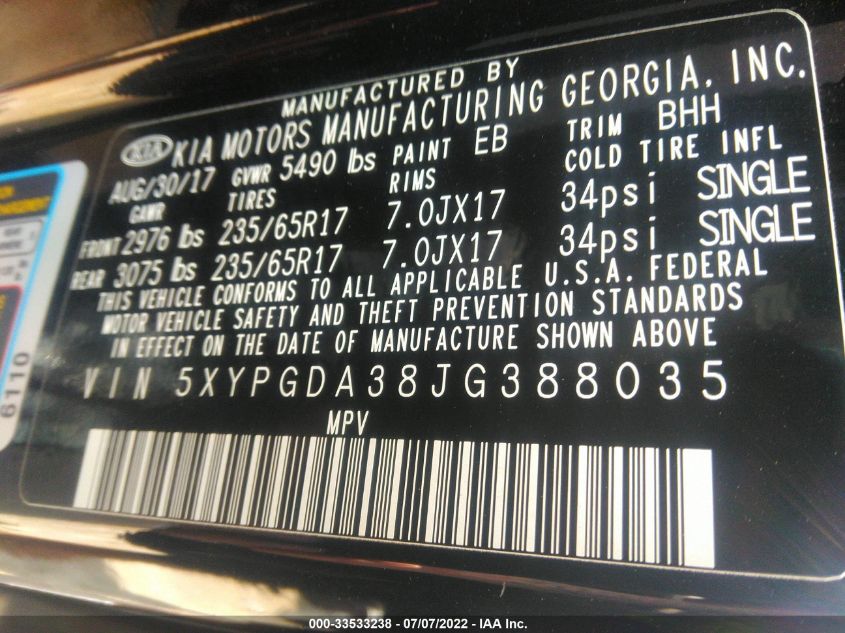 MANUFACTURED BY
KIA KIA MOTORS MANUFACTURING GEORGIA, INC.
AUG/30/17 GVWR 5490 lbs PAINT EB TRIM BHH
GAWR TIRES RIMS COLD TIRE INFL
FRONT 2976 lbs 235/65R17 7.0JX17 34psi SINGLE
REAR 3075 lbs 235/65R17 7.0JX17 34psi SINGLE
THIS VEHICLE CONFORMS TO ALL APPLICABLE U.S.A. FEDERAL
MOTOR VEHICLE SAFETY AND THEFT PREVENTION STANDARDS
IN EFFECT ON THE DATE OF MANUFACTURE SHOWN ABOVE
VIN 5XYPGDA38JG388035
MPV
6110
000-33533238 - 07/07/2022 - IAA Inc.